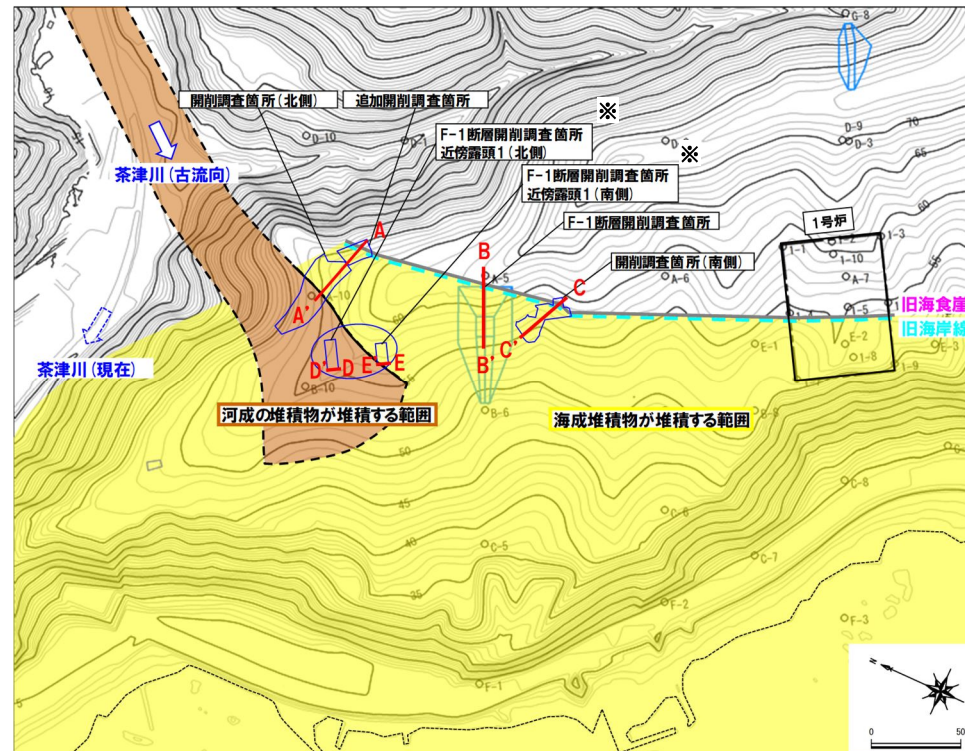 G-8
※
開削調査箇所(北側)
追加開削調査箇所
F-1断層開削調査箇所
近傍露頭1(北側)
※
D-10
D-1
D-9
D-3
70
65
F-1断層開削調査箇所
近傍露頭1(南側)
茶津川(古流向)
F-1断層開削調査箇所
60
55
1号炉
A
B
開削調査箇所(南側)
1-1
1-2
1-3
1-10
A-5
A-6
A-7
C
A-10
A'
1-5
旧海食崖
旧海岸線
茶津川(現在)
B'
C'
E-1
E-2
E-3
1-8
1-9
D'
D
E
E
B-10
B-6
B-8
河成の堆積物が堆積する範囲
海成堆積物が堆積する範囲
50
45
40
35
C-5
C-6
C-7
C-8
F-1
F-2
F-3
N
0
50